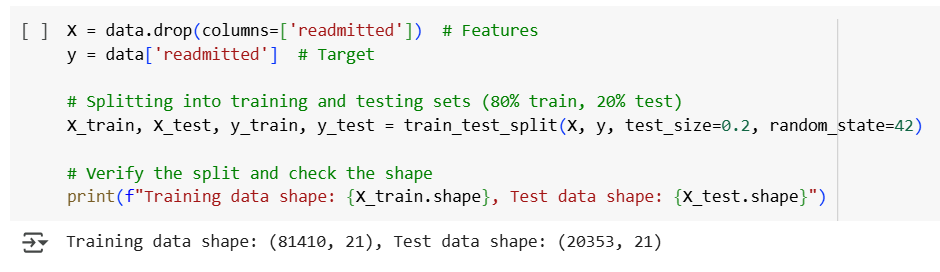 [ ] X = data.drop(columns=['readmitted'])  # Features
y = data['readmitted']  # Target
# Splitting into training and testing sets (80% train, 20% test)
X_train, X_test, y_train, y_test = train_test_split(X, y, test_size=0.2, random_state=42)
# Verify the split and check the shape
print(f"Training data shape: {X_train.shape}, Test data shape: {X_test.shape}")
Training data shape: (81410, 21), Test data shape: (20353, 21)